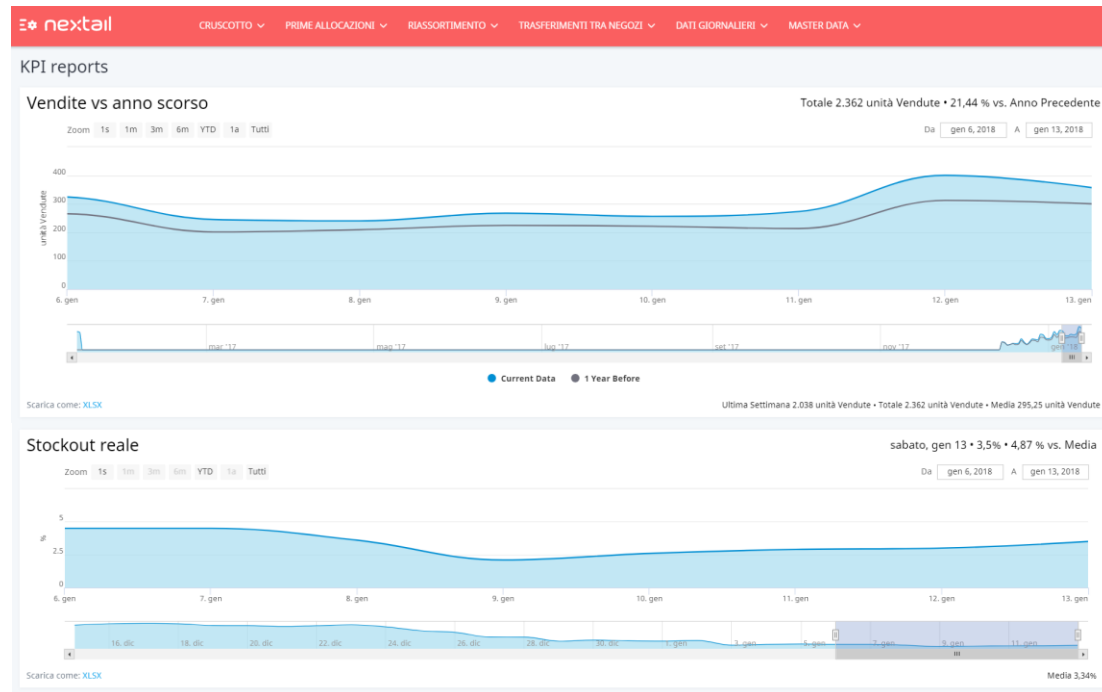 nextail CRUSCOTTO PRIME ALLOCAZIONI RIASSORTIMENTO TRASFERIMENTI TRA NEGOZI DATI GIORNALIERI MASTER DATA
KPI reports
Vendite vs anno scorso Totale 2.362 unità Vendute • 21,44 % vs. Anno Precedente
Zoom 1s 1m 3m 6m YTD 1a Tutti Da gen 6, 2018 A gen 13, 2018
unità Vendute
400
300
200
100
0
6. gen 7. gen 8. gen 9. gen 10. gen 11. gen 12. gen 13. gen
mar '17 mag '17 lug '17 set '17 nov '17 gen '18
Current Data 1 Year Before
Scarica come: XLSX Ultima Settimana 2.038 unità Vendute • Totale 2.362 unità Vendute • Media 295,25 unità Vendute
Stockout reale sabato, gen 13 • 3,5% • 4,87 % vs. Media
Zoom 1s 1m 3m 6m YTD 1a Tutti Da gen 6, 2018 A gen 13, 2018
%
5
2.5
0
6. gen 7. gen 8. gen 9. gen 10. gen 11. gen 12. gen 13. gen
16. dic 18. dic 20. dic 22. dic 24. dic 26. dic 28. dic 30. dic 1. gen 3. gen 5. gen 7. gen 9. gen 11. gen
Scarica come: XLSX Media 3,34%